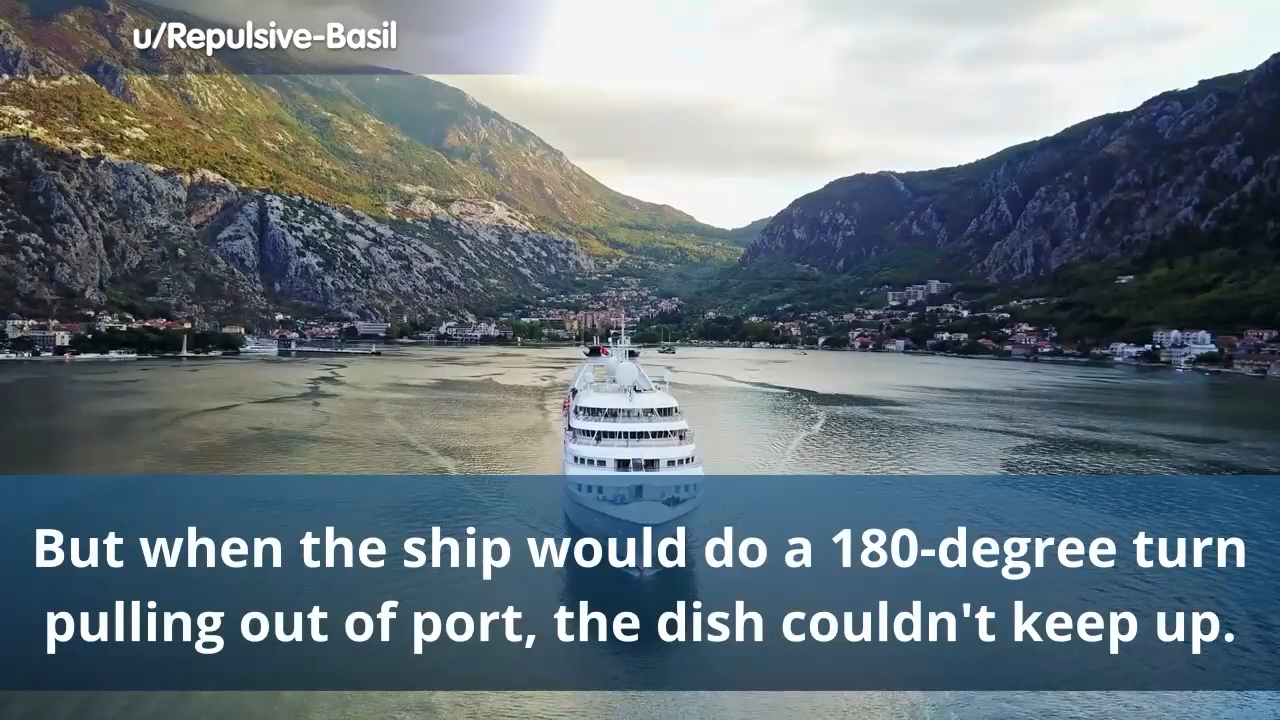 u/Repulsive-Basil
But when the ship would do a 180-degree turn
pulling out of port, the dish couldn't keep up.